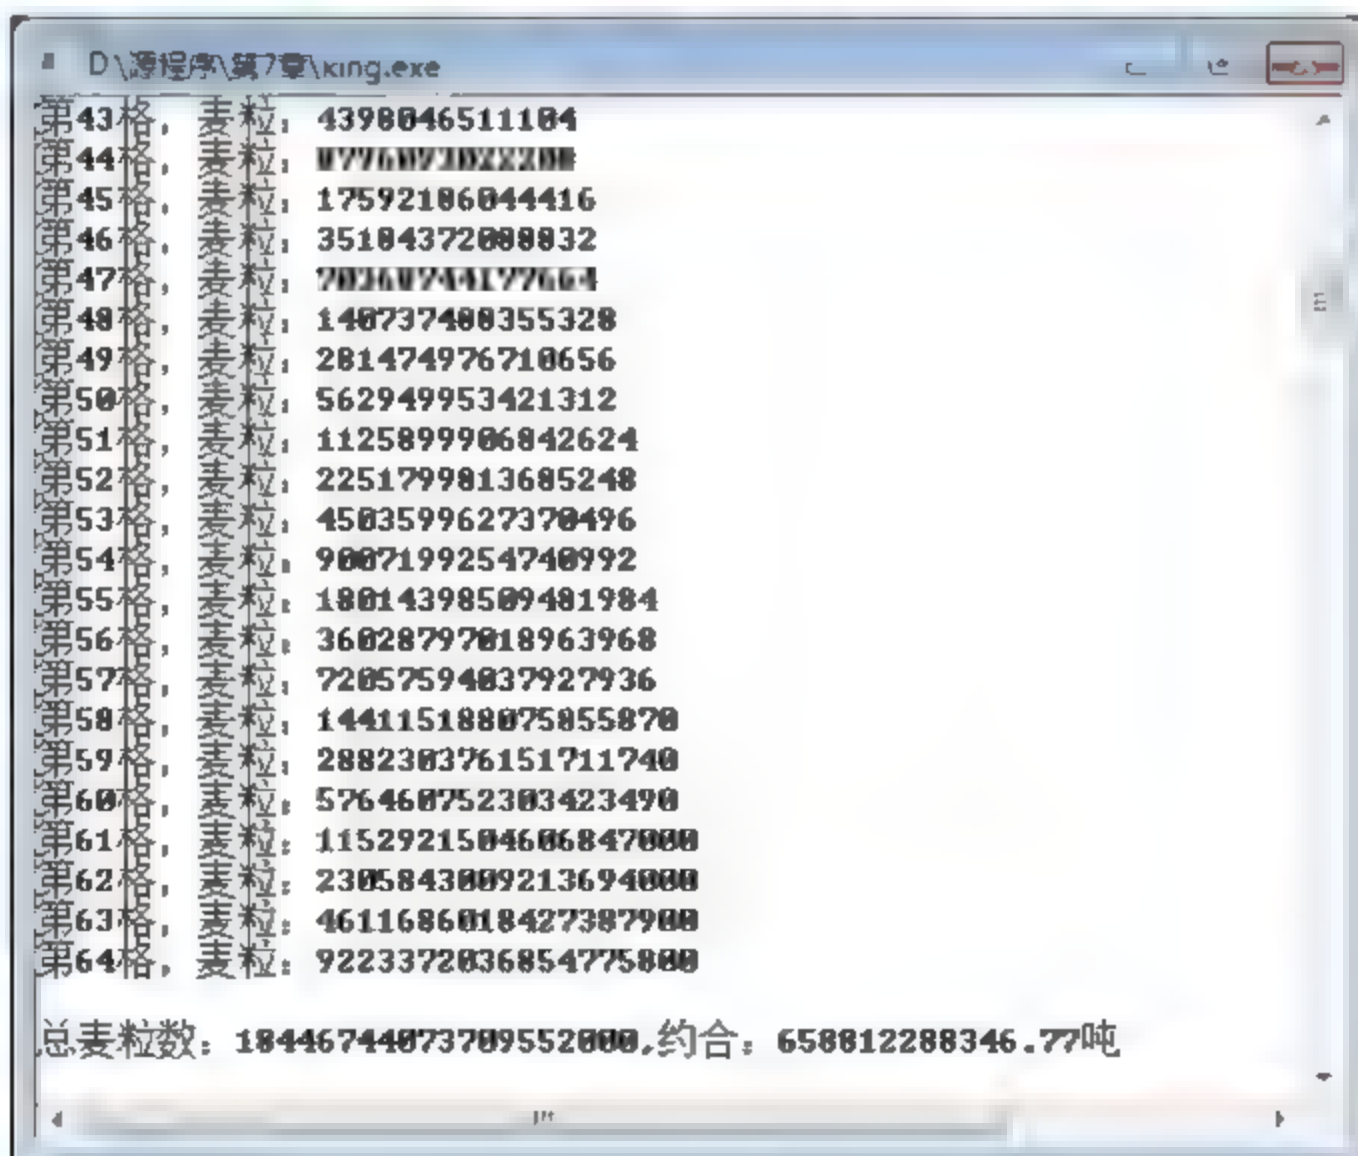 D:\源程序\第7章\king.exe
第43格，麦粒：4398046511104
第44格，麦粒：8796093022208
第45格，麦粒：17592186044416
第46格，麦粒：35184372088832
第47格，麦粒：70368744177664
第48格，麦粒：140737488355328
第49格，麦粒：281474976710656
第50格，麦粒：562949953421312
第51格，麦粒：1125899906842624
第52格，麦粒：2251799813685248
第53格，麦粒：4503599627370496
第54格，麦粒：9007199254740992
第55格，麦粒：18014398509481984
第56格，麦粒：36028797018963968
第57格，麦粒：72057594037927936
第58格，麦粒：144115188075855870
第59格，麦粒：288230376151711740
第60格，麦粒：576460752303423490
第61格，麦粒：1152921504606847000
第62格，麦粒：2305843009213694000
第63格，麦粒：4611686018427387900
第64格，麦粒：9223372036854775800
总麦粒数：18446744073709552000,约合：658812288346.77吨